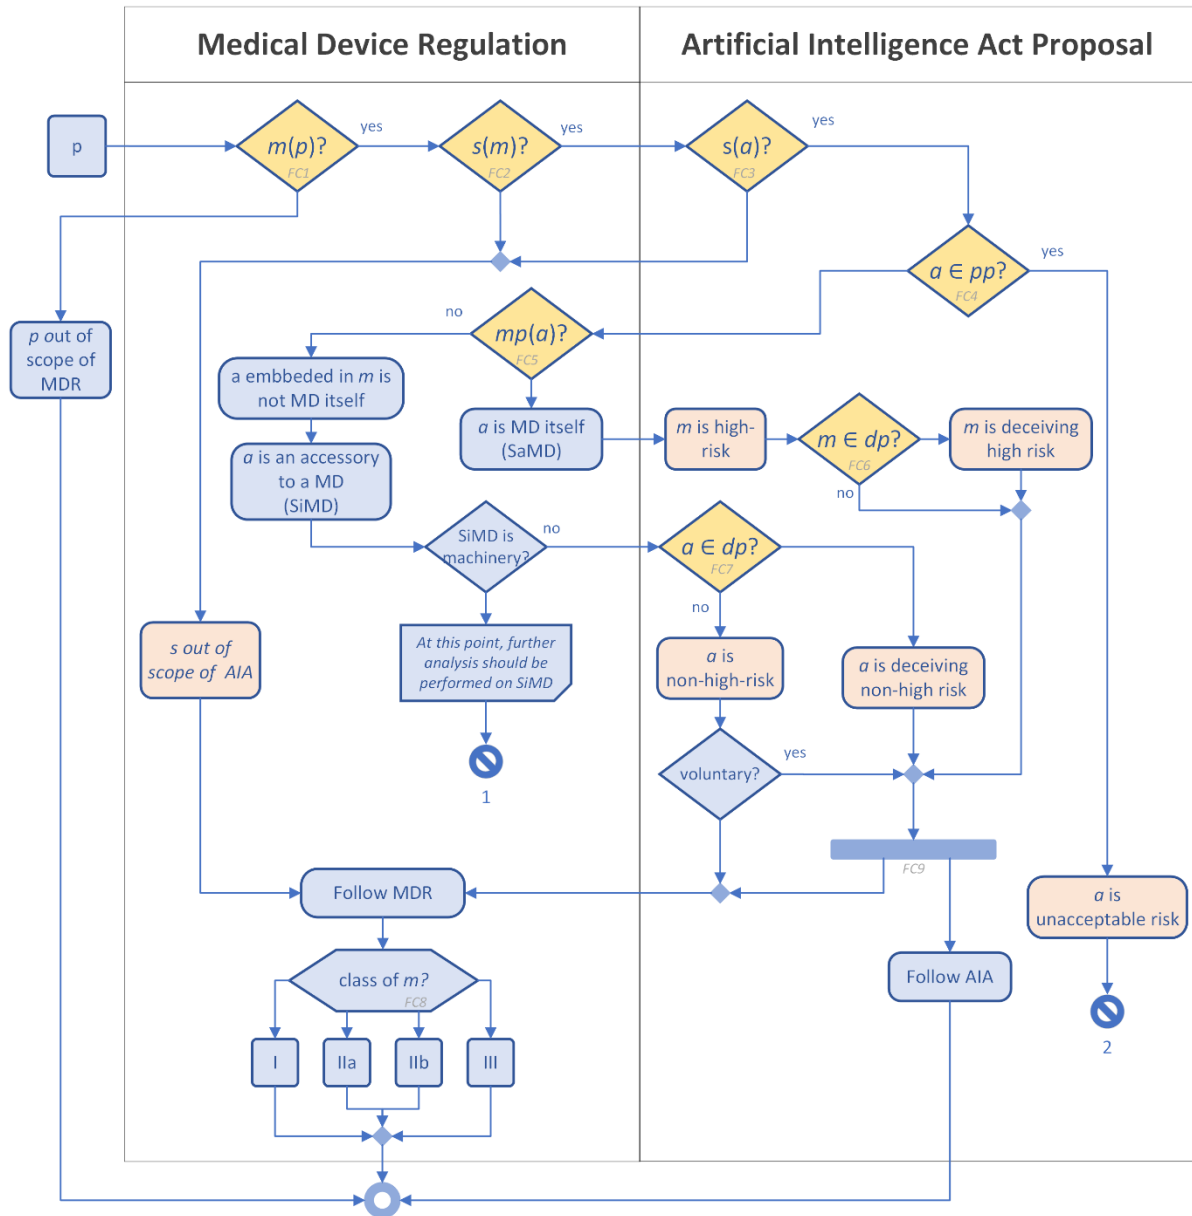 Medical Device Regulation
Artificial Intelligence Act Proposal
p
m(p)?
FC1
yes
s(m)?
FC2
yes
s(a)?
FC3
yes
a ∈ pp?
FC4
yes
mp(a)?
FC5
no
p out of
scope of
MDR
a embbeded in m is
not MD itself
a is MD itself
(SaMD)
m is high-
risk
m ∈ dp?
FC6
no
m is deceiving
high risk
a is an accessory
to a MD
(SiMD)
SiMD is
machinery?
no
a ∈ dp?
FC7
no
s out of
scope of AIA
At this point, further
analysis should be
performed on SiMD
1
a is
non-high-risk
a is deceiving
non-high risk
voluntary?
yes
FC9
Follow MDR
a is
unacceptable risk
class of m?
FC8
Follow AIA
2
I
IIa
IIb
III